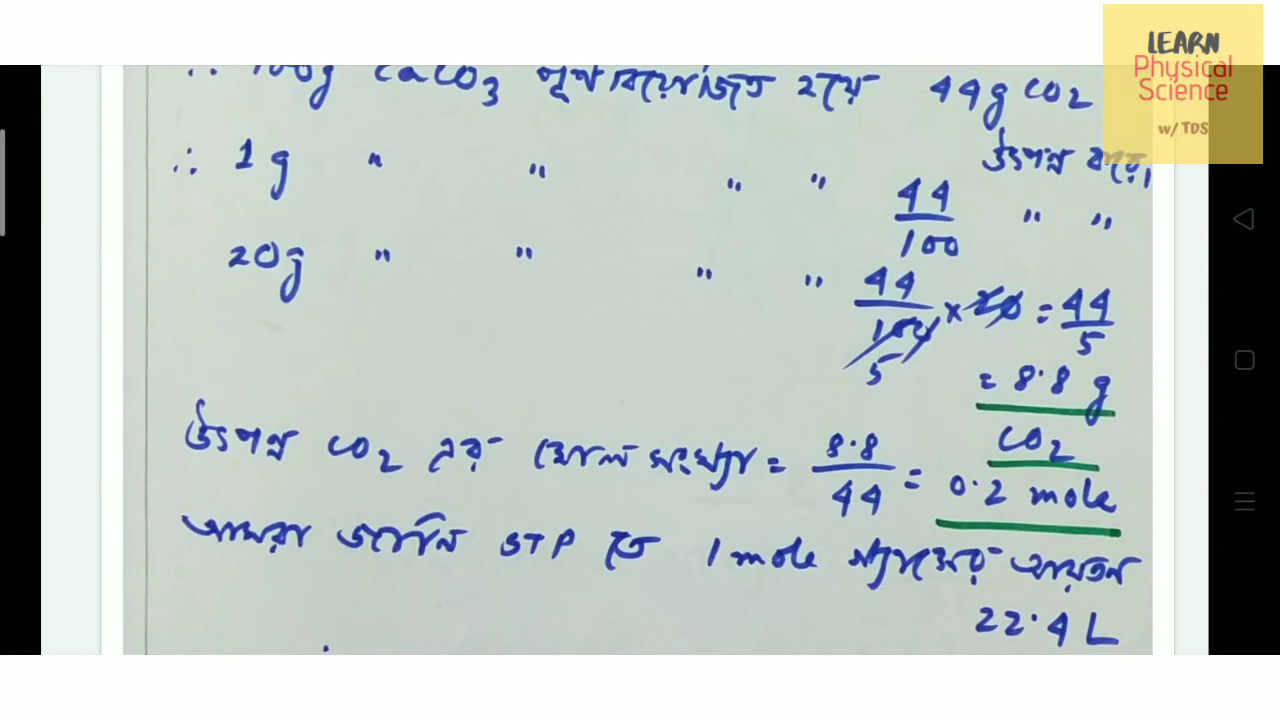 LEARN
Physical
Science
w/ TDS
∴ 100g CaCO3 পূর্ণ বিয়োজিত হয়ে 44g CO2
উৎপন্ন করে।
∴ 1g " " " " 44/100 " "
20g " " " " 44/100 × 20 = 44/5
5
= 8.8 g
CO2
উৎপন্ন CO2 এর মোল সংখ্যা = 8.8/44 = 0.2 mole
আমরা জানি STP তে 1 mole গ্যাসের আয়তন
22.4 L